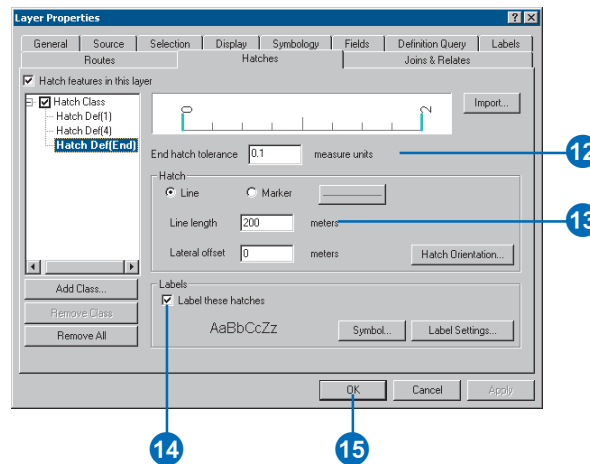 Layer Properties
General Source Selection Display Symbology Fields Definition Query Labels
Routes Hatches Joins & Relates
Hatch features in this layer
Hatch Class
Hatch Def(1)
Hatch Def(4)
Hatch Def(End)
0 2
Import...
End hatch tolerance 0.1 measure units
12
Hatch
Line Marker
Line length 200 meters
13
Lateral offset 0 meters
Hatch Orientation...
Add Class...
Remove Class
Remove All
Labels
Label these hatches
AaBbCcZz
Symbol...
Label Settings...
OK Cancel Apply
14 15